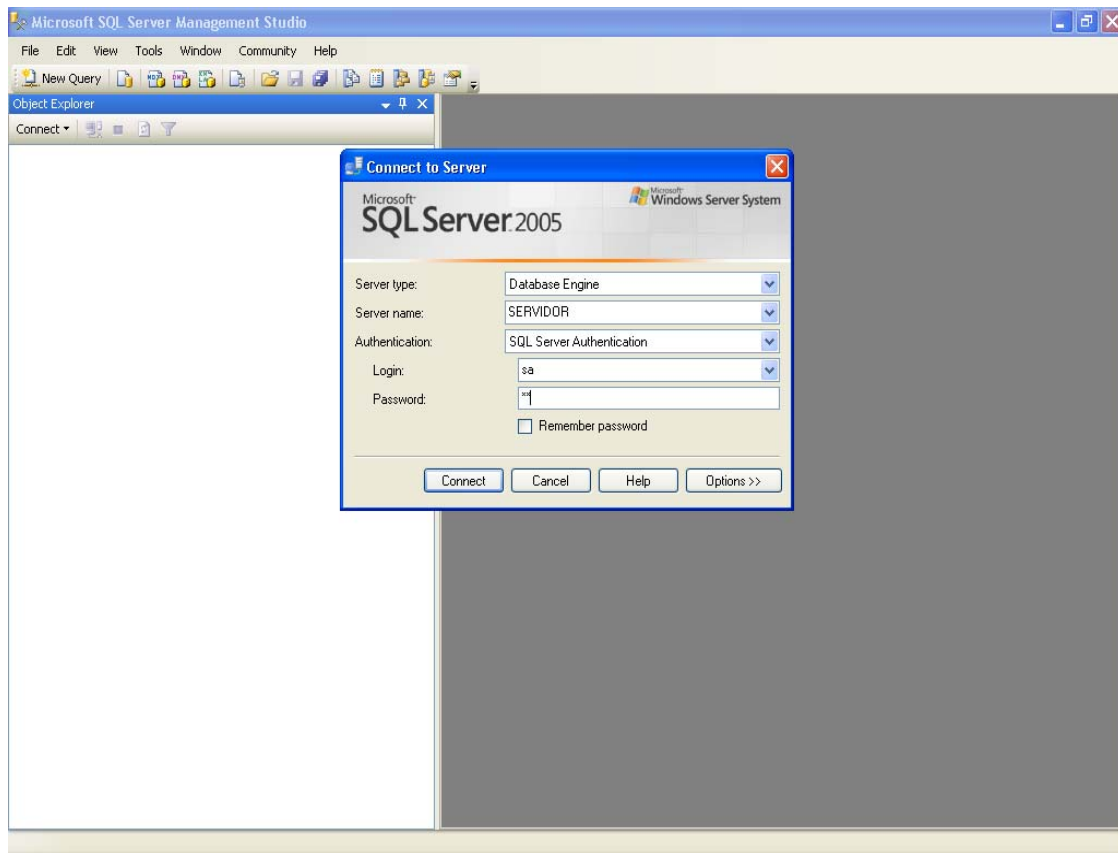 Microsoft SQL Server Management Studio
File Edit View Tools Window Community Help
New Query
Object Explorer
Connect
Connect to Server
Microsoft
SQL Server 2005
Microsoft
Windows Server System
Server type: Database Engine
Server name: SERVIDOR
Authentication: SQL Server Authentication
Login: sa
Password: **
Remember password
Connect Cancel Help Options >>